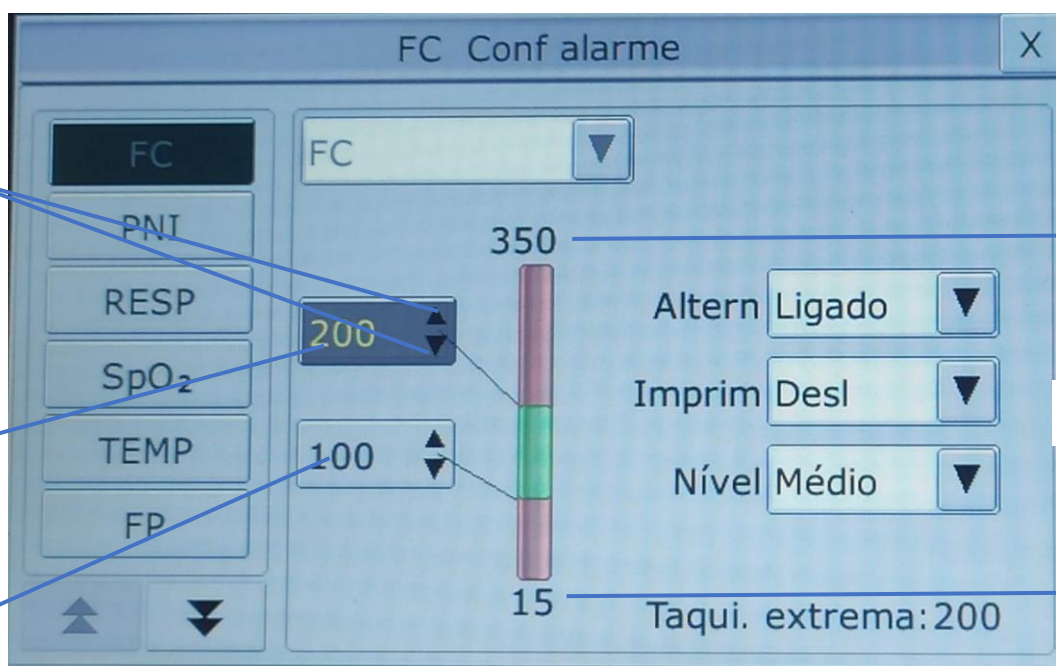 FC Conf alarme X
FC
PNI
RESP
SpO₂
TEMP
FP
FC
350
200
100
15
Altern Ligado
Imprim Desl
Nível Médio
Taqui. extrema:200